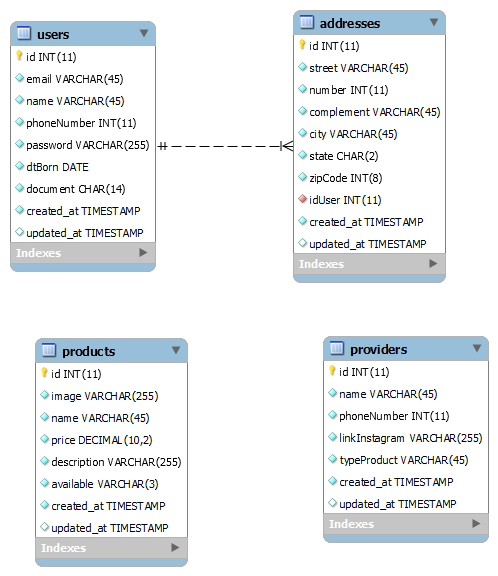 users
id INT(11)
email VARCHAR(45)
name VARCHAR(45)
phoneNumber INT(11)
password VARCHAR(255)
dtBorn DATE
document CHAR(14)
created_at TIMESTAMP
updated_at TIMESTAMP
Indexes
addresses
id INT(11)
street VARCHAR(45)
number INT(11)
complement VARCHAR(45)
city VARCHAR(45)
state CHAR(2)
zipCode INT(8)
idUser INT(11)
created_at TIMESTAMP
updated_at TIMESTAMP
Indexes
products
id INT(11)
image VARCHAR(255)
name VARCHAR(45)
price DECIMAL(10,2)
description VARCHAR(255)
available VARCHAR(3)
created_at TIMESTAMP
updated_at TIMESTAMP
Indexes
providers
id INT(11)
name VARCHAR(45)
phoneNumber INT(11)
linkInstagram VARCHAR(255)
typeProduct VARCHAR(45)
created_at TIMESTAMP
updated_at TIMESTAMP
Indexes